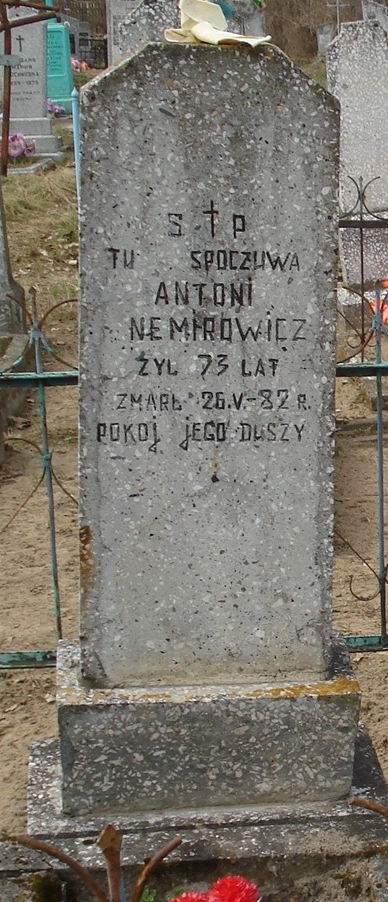 S † P
TU SPOCZUWA
ANTONI
NEMIROWICZ
ŻYŁ 73 LAT
ZMARŁ 26.V.-82 R.
POKOJ JEGO DUSZY